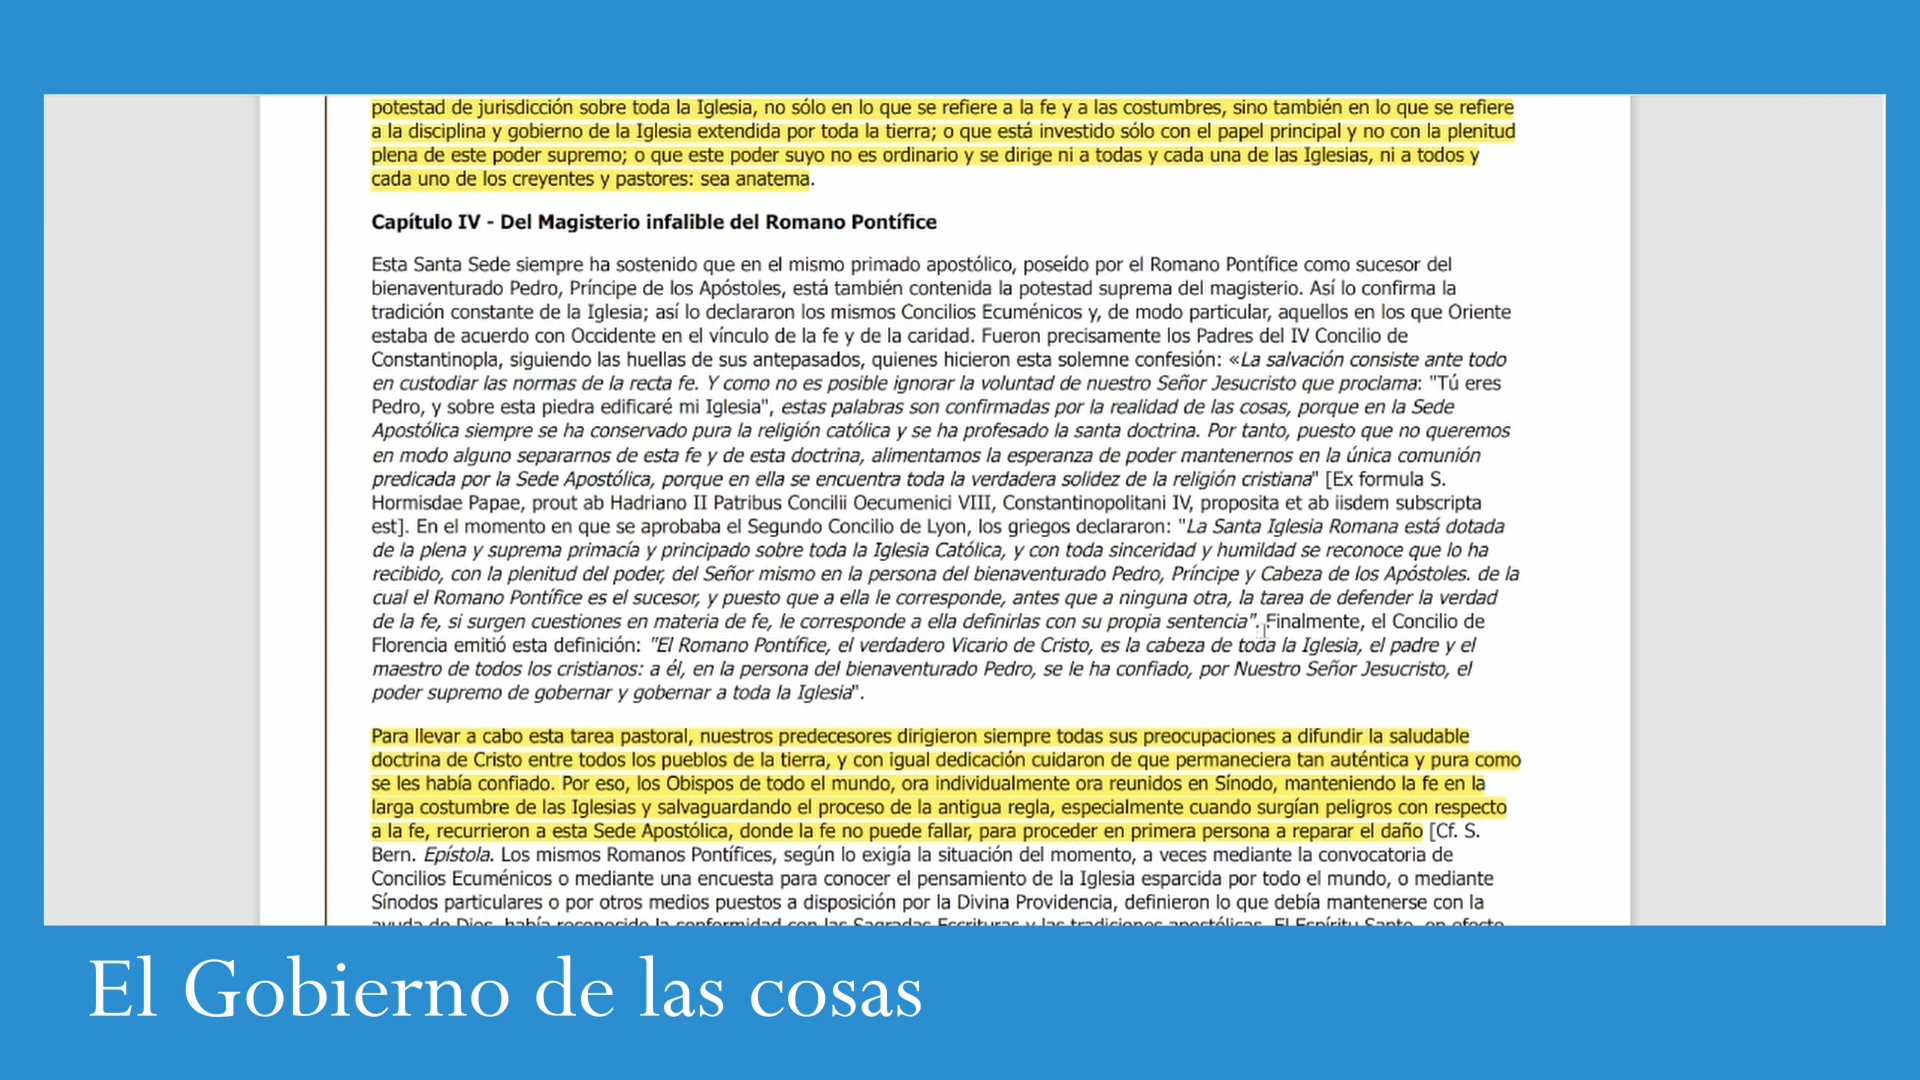 potestad de jurisdicción sobre toda la Iglesia, no sólo en lo que se refiere a la fe y a las costumbres, sino también en lo que se refiere
a la disciplina y gobierno de la Iglesia extendida por toda la tierra; o que está investido sólo con el papel principal y no con la plenitud
plena de este poder supremo; o que este poder suyo no es ordinario y se dirige ni a todas y cada una de las Iglesias, ni a todos y
cada uno de los creyentes y pastores: sea anatema.
Capítulo IV - Del Magisterio infalible del Romano Pontífice
Esta Santa Sede siempre ha sostenido que en el mismo primado apostólico, poseído por el Romano Pontífice como sucesor del
bienaventurado Pedro, Príncipe de los Apóstoles, está también contenida la potestad suprema del magisterio. Así lo confirma la
tradición constante de la Iglesia; así lo declararon los mismos Concilios Ecuménicos y, de modo particular, aquellos en los que Oriente
estaba de acuerdo con Occidente en el vínculo de la fe y de la caridad. Fueron precisamente los Padres del IV Concilio de
Constantinopla, siguiendo las huellas de sus antepasados, quienes hicieron esta solemne confesión: «La salvación consiste ante todo
en custodiar las normas de la recta fe. Y como no es posible ignorar la voluntad de nuestro Señor Jesucristo que proclama: "Tú eres
Pedro, y sobre esta piedra edificaré mi Iglesia", estas palabras son confirmadas por la realidad de las cosas, porque en la Sede
Apostólica siempre se ha conservado pura la religión católica y se ha profesado la santa doctrina. Por tanto, puesto que no queremos
en modo alguno separarnos de esta fe y de esta doctrina, alimentamos la esperanza de poder mantenernos en la única comunión
predicada por la Sede Apostólica, porque en ella se encuentra toda la verdadera solidez de la religión cristiana" [Ex formula S.
Hormisdae Papae, prout ab Hadriano II Patribus Concilii Oecumenici VIII, Constantinopolitani IV, proposita et ab iisdem subscripta
est]. En el momento en que se aprobaba el Segundo Concilio de Lyon, los griegos declararon: "La Santa Iglesia Romana está dotada
de la plena y suprema primacía y principado sobre toda la Iglesia Católica, y con toda sinceridad y humildad se reconoce que lo ha
recibido, con la plenitud del poder, del Señor mismo en la persona del bienaventurado Pedro, Príncipe y Cabeza de los Apóstoles. de la
cual el Romano Pontífice es el sucesor, y puesto que a ella le corresponde, antes que a ninguna otra, la tarea de defender la verdad
de la fe, si surgen cuestiones en materia de fe, le corresponde a ella definirlas con su propia sentencia". Finalmente, el Concilio de
Florencia emitió esta definición: "El Romano Pontífice, el verdadero Vicario de Cristo, es la cabeza de toda la Iglesia, el padre y el
maestro de todos los cristianos: a él, en la persona del bienaventurado Pedro, se le ha confiado, por Nuestro Señor Jesucristo, el
poder supremo de gobernar y gobernar a toda la Iglesia".
Para llevar a cabo esta tarea pastoral, nuestros predecesores dirigieron siempre todas sus preocupaciones a difundir la saludable
doctrina de Cristo entre todos los pueblos de la tierra, y con igual dedicación cuidaron de que permaneciera tan auténtica y pura como
se les había confiado. Por eso, los Obispos de todo el mundo, ora individualmente ora reunidos en Sínodo, manteniendo la fe en la
larga costumbre de las Iglesias y salvaguardando el proceso de la antigua regla, especialmente cuando surgían peligros con respecto
a la fe, recurrieron a esta Sede Apostólica, donde la fe no puede fallar, para proceder en primera persona a reparar el daño [Cf. S.
Bern. Epístola. Los mismos Romanos Pontífices, según lo exigía la situación del momento, a veces mediante la convocatoria de
Concilios Ecuménicos o mediante una encuesta para conocer el pensamiento de la Iglesia esparcida por todo el mundo, o mediante
Sínodos particulares o por otros medios puestos a disposición por la Divina Providencia, definieron lo que debía mantenerse con la
ayuda de Dios, había reconocido la conformidad con las Sagradas Escrituras y las tradiciones apostólicas. El Espíritu Santo, en efecto
El Gobierno de las cosas